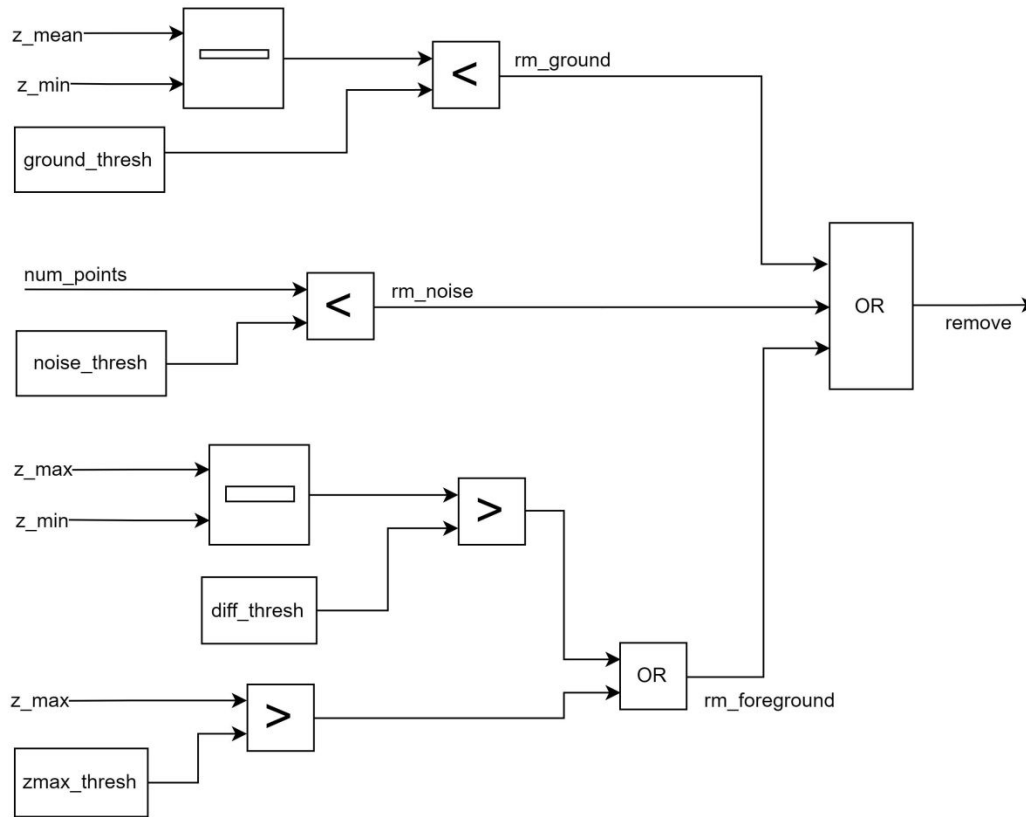 z_mean
z_min
ground_thresh
<
rm_ground
num_points
noise_thresh
<
rm_noise
z_max
z_min
diff_thresh
>
z_max
zmax_thresh
>
OR
rm_foreground
OR
remove